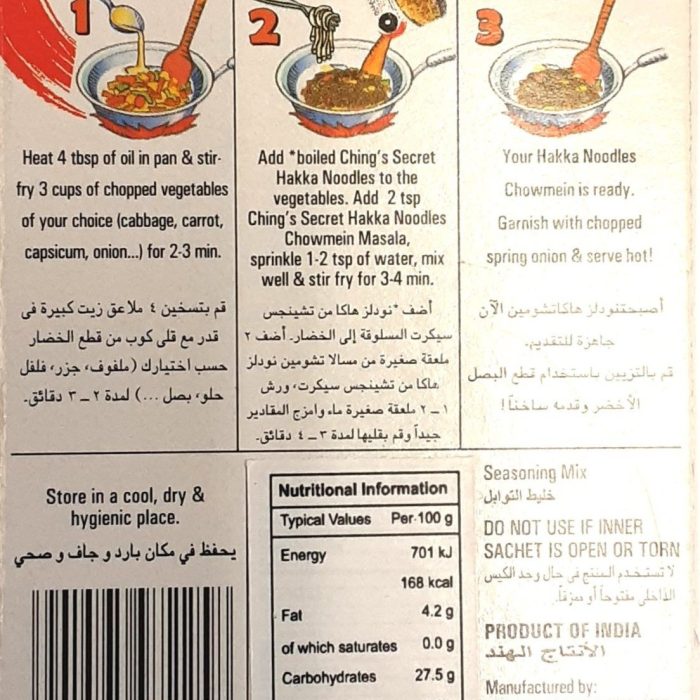 1
Heat 4 tbsp of oil in pan & stir-
fry 3 cups of chopped vegetables
of your choice (cabbage, carrot,
capsicum, onion...) for 2-3 min.
قم بتسخين ٤ ملاعق زيت كبيرة فى
قدر مع قلى كوب من قطع الخضار
حسب اختيارك (ملفوف، جزر، فلفل
حلو، بصل ...) لمدة ٢ – ٣ دقائق.
2
Add *boiled Ching's Secret
Hakka Noodles to the
vegetables. Add 2 tsp
Ching's Secret Hakka Noodles
Chowmein Masala,
sprinkle 1-2 tsp of water, mix
well & stir fry for 3-4 min.
أضف *نودلز هاكا من تشينجس
سيكرت المسلوقة إلى الخضار. أضف ٢
ملعقة صغيرة من مسالا تشومين نودلز
هاكا من تشينجس سيكرت، ورش
١ – ٢ ملعقة صغيرة ماء وامزج المقادير
جيداً وقم بقليها لمدة ٣ – ٤ دقائق.
3
Your Hakka Noodles
Chowmein is ready.
Garnish with chopped
spring onion & serve hot!
أصبحتنودلز هاكاتشومين الآن
جاهزة للتقديم.
قم بالتزيين باستخدام قطع البصل
الأخضر وقدمه ساخناً!
Store in a cool, dry &
hygienic place.
يحفظ في مكان بارد و جاف و صحي
Nutritional Information
Typical Values Per 100 g
Energy 701 kJ
168 kcal
Fat 4.2 g
of which saturates 0.0 g
Carbohydrates 27.5 g
Seasoning Mix
خليط التوابل
DO NOT USE IF INNER
SACHET IS OPEN OR TORN
لا تستخدم المنتج فى حال وجد الكيس
الداخلى مفتوحاً أو ممزقاً.
PRODUCT OF INDIA
الأنتاج الهند
Manufactured by: